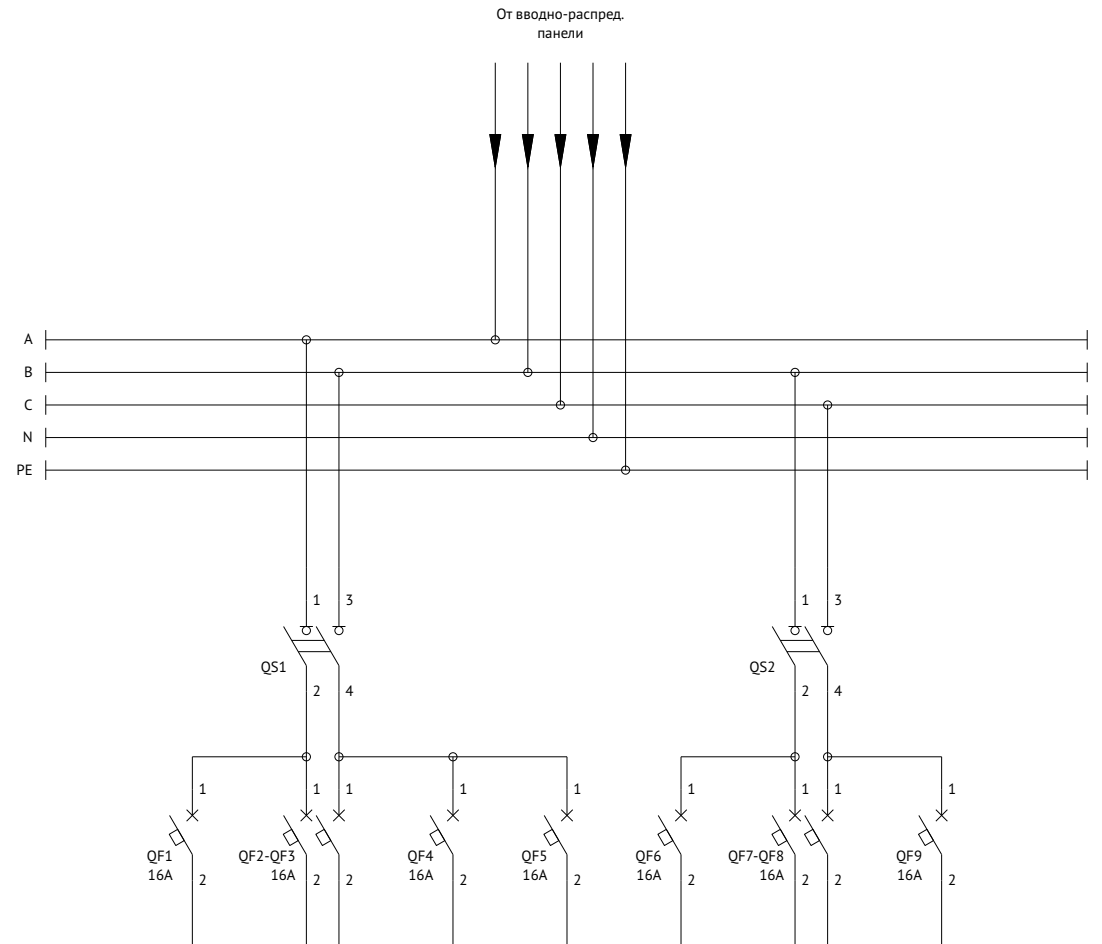 От вводно-распред.
панели
A
B
C
N
PE
1 3 1 3
QS1 QS2
2 4 2 4
1 1 1 1 1 1 1 1 1
QF1 QF2-QF3 QF4 QF5 QF6 QF7-QF8 QF9
16A 16A 16A 16A 16A 16A 16A
2 2 2 2 2 2 2 2 2